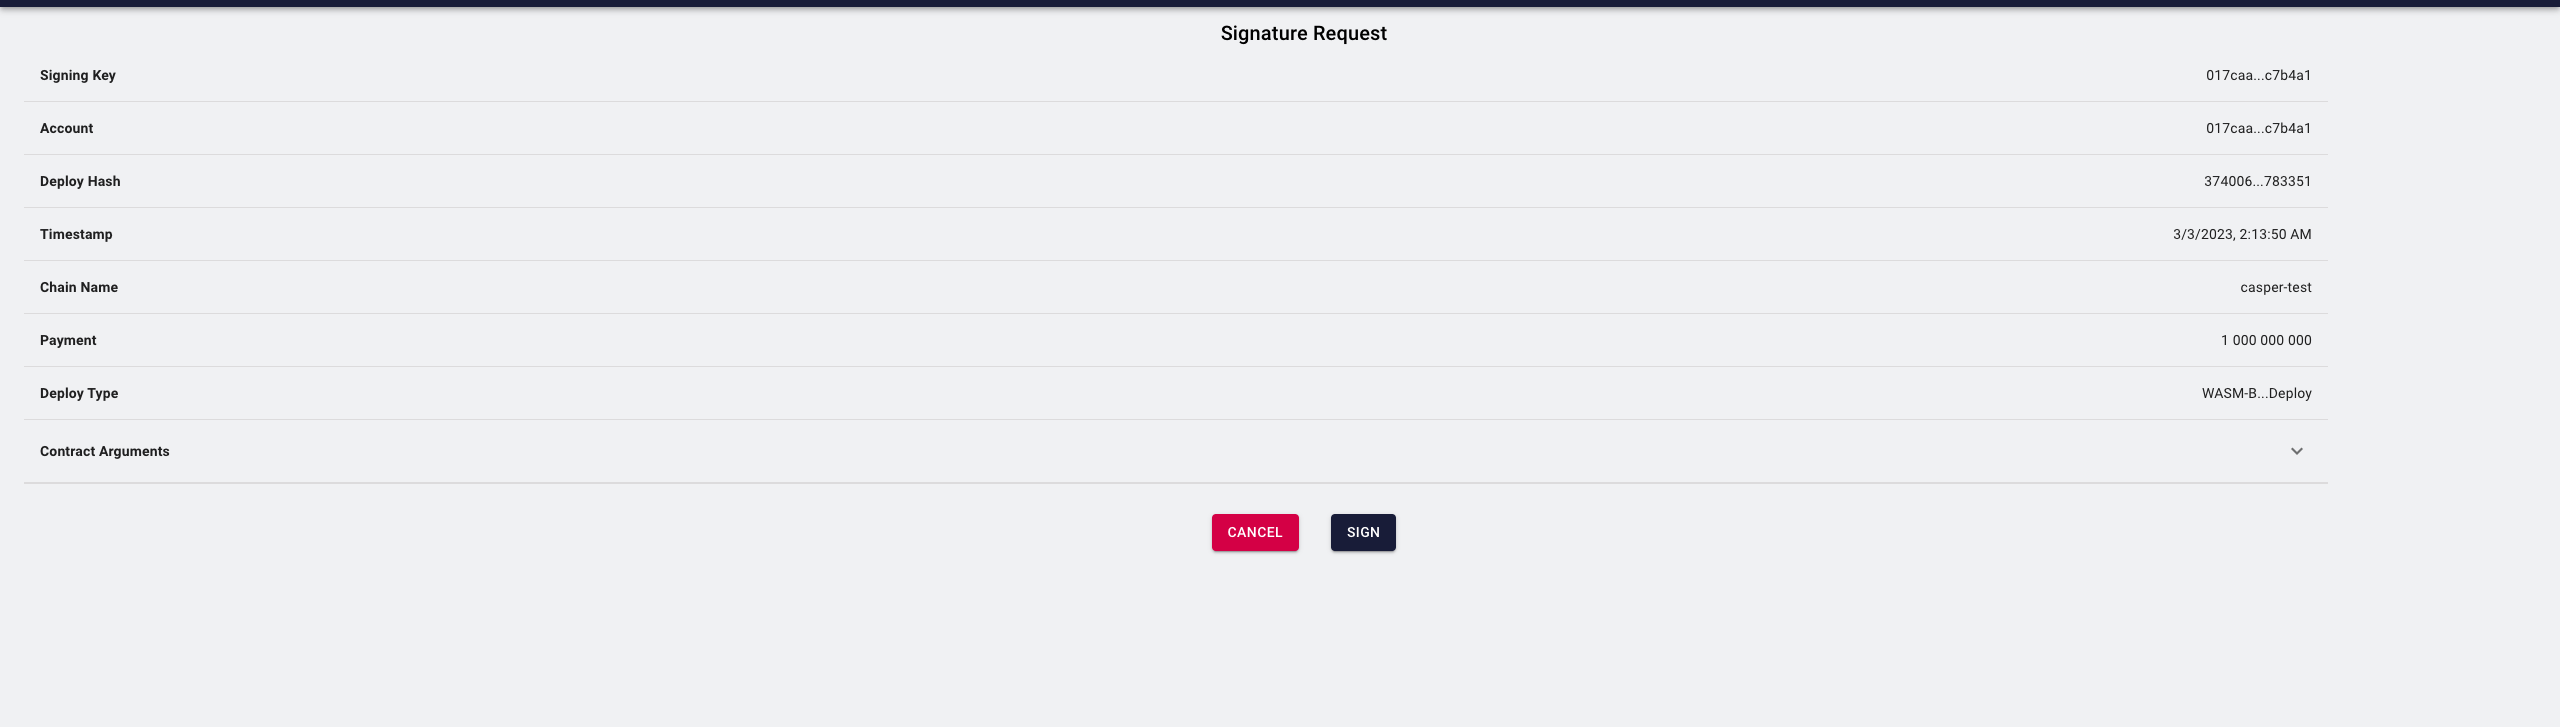 Signature Request
Signing Key 017caa...c7b4a1
Account 017caa...c7b4a1
Deploy Hash 374006...783351
Timestamp 3/3/2023, 2:13:50 AM
Chain Name casper-test
Payment 1 000 000 000
Deploy Type WASM-B...Deploy
Contract Arguments
CANCEL SIGN